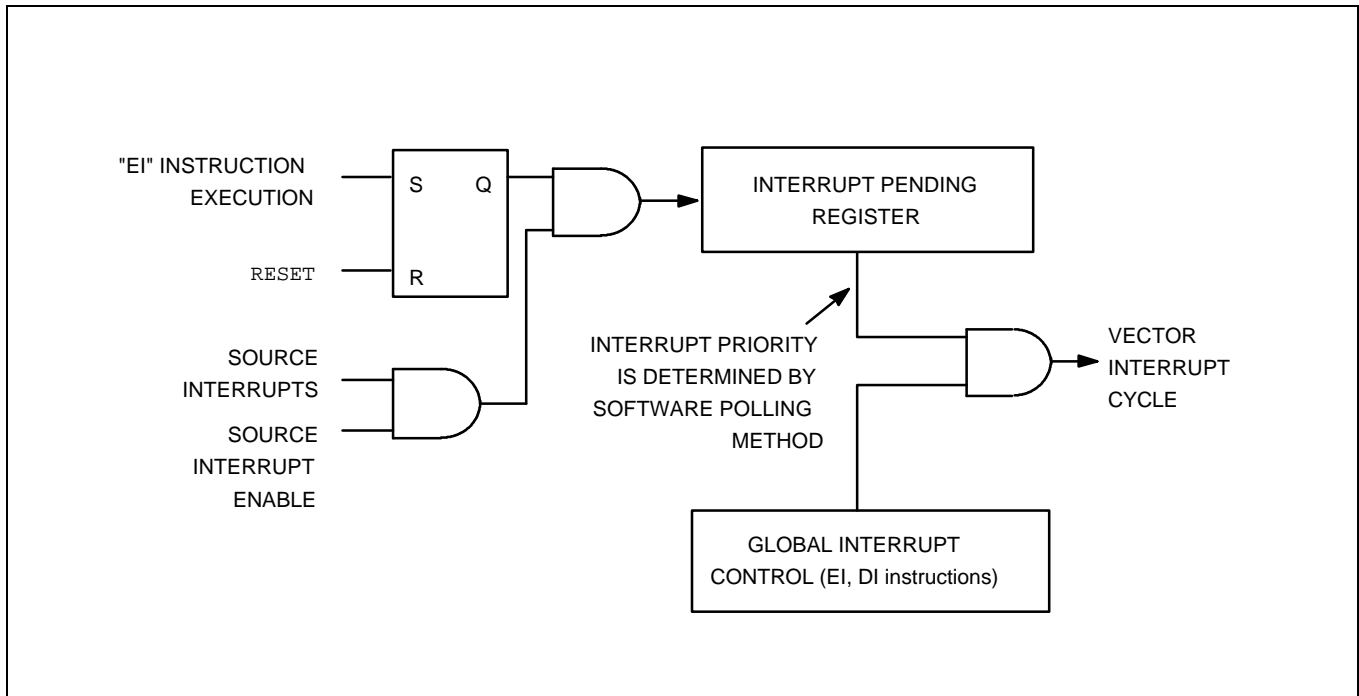 "EI" INSTRUCTION
EXECUTION
S
Q
RESET
R
SOURCE
INTERRUPTS
SOURCE
INTERRUPT
ENABLE
INTERRUPT PENDING
REGISTER
INTERRUPT PRIORITY
IS DETERMINED BY
SOFTWARE POLLING
METHOD
VECTOR
INTERRUPT
CYCLE
GLOBAL INTERRUPT
CONTROL (EI, DI instructions)